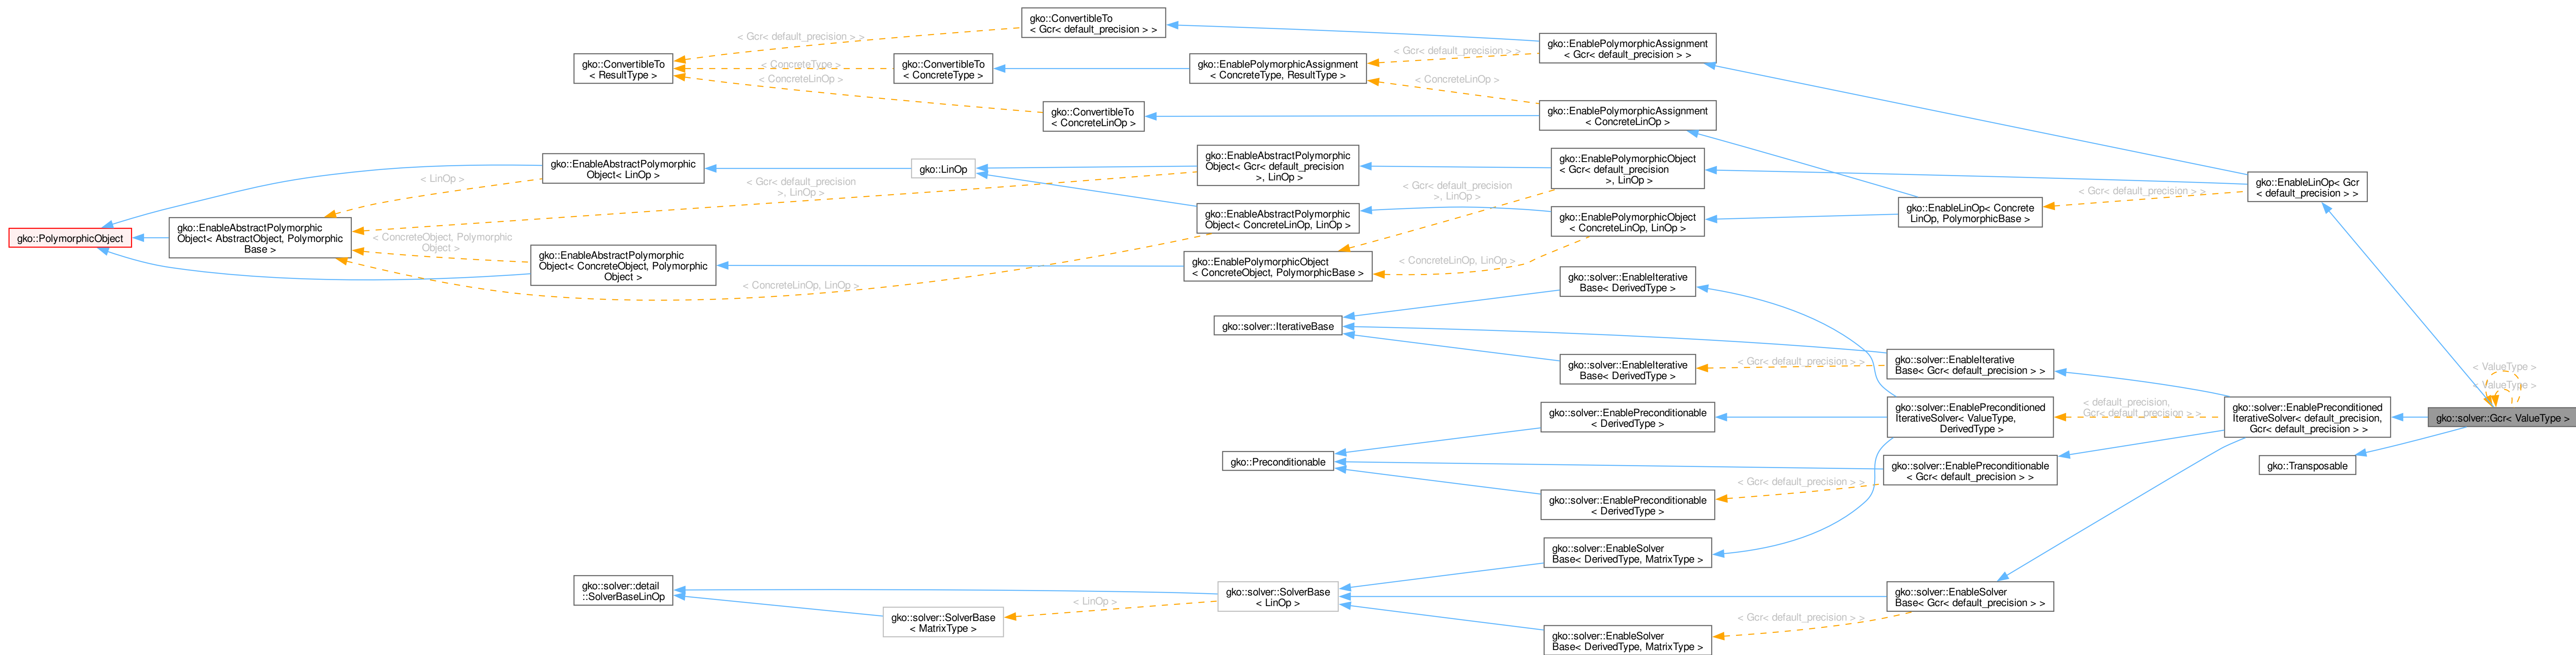 gko::ConvertibleTo
< Gcr< default_precision > >
< Gcr< default_precision > >
gko::EnablePolymorphicAssignment
< Gcr< default_precision > >
gko::ConvertibleTo
< ResultType >
< ConcreteType >
< ConcreteLinOp >
gko::ConvertibleTo
< ConcreteType >
gko::EnablePolymorphicAssignment
< ConcreteType, ResultType >
< Gcr< default_precision > >
< ConcreteLinOp >
gko::ConvertibleTo
< ConcreteLinOp >
gko::EnablePolymorphicAssignment
< ConcreteLinOp >
gko::EnableAbstractPolymorphic
Object< LinOp >
gko::LinOp
gko::EnableAbstractPolymorphic
Object< Gcr< default_precision
>, LinOp >
gko::EnablePolymorphicObject
< Gcr< default_precision
>, LinOp >
gko::EnableLinOp< Gcr
< default_precision > >
< LinOp >
< Gcr< default_precision
>, LinOp >
< Gcr< default_precision
>, LinOp >
< Gcr< default_precision > >
gko::PolymorphicObject
gko::EnableAbstractPolymorphic
Object< AbstractObject, Polymorphic
Base >
< ConcreteObject, Polymorphic
Object >
gko::EnableAbstractPolymorphic
Object< ConcreteLinOp, LinOp >
gko::EnablePolymorphicObject
< ConcreteLinOp, LinOp >
gko::EnableLinOp< Concrete
LinOp, PolymorphicBase >
gko::EnableAbstractPolymorphic
Object< ConcreteObject, Polymorphic
Object >
gko::EnablePolymorphicObject
< ConcreteObject, PolymorphicBase >
< ConcreteLinOp, LinOp >
< ConcreteLinOp, LinOp >
gko::solver::EnableIterative
Base< DerivedType >
gko::solver::IterativeBase
gko::solver::EnableIterative
Base< DerivedType >
< Gcr< default_precision > >
gko::solver::EnableIterative
Base< Gcr< default_precision > >
< ValueType >
< ValueType >
gko::solver::EnablePreconditionable
< DerivedType >
gko::solver::EnablePreconditioned
IterativeSolver< ValueType,
DerivedType >
< default_precision,
Gcr< default_precision > >
gko::solver::EnablePreconditioned
IterativeSolver< default_precision,
Gcr< default_precision > >
gko::solver::Gcr< ValueType >
gko::Preconditionable
gko::solver::EnablePreconditionable
< Gcr< default_precision > >
gko::Transposable
gko::solver::EnablePreconditionable
< DerivedType >
< Gcr< default_precision > >
gko::solver::EnableSolver
Base< DerivedType, MatrixType >
gko::solver::detail
::SolverBaseLinOp
gko::solver::SolverBase
< MatrixType >
< LinOp >
gko::solver::SolverBase
< LinOp >
gko::solver::EnableSolver
Base< Gcr< default_precision > >
< Gcr< default_precision > >
gko::solver::EnableSolver
Base< DerivedType, MatrixType >